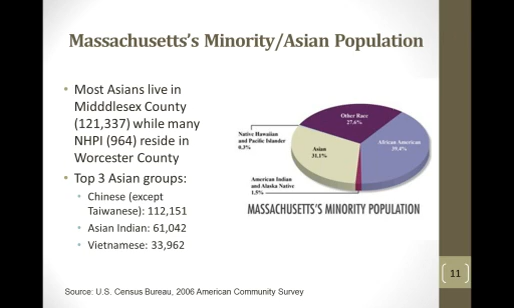 Massachusetts's Minority/Asian Population
• Most Asians live in
Midddlesex County
(121,337) while many
NHPI (964) reside in
Worcester County
• Top 3 Asian groups:
• Chinese (except
Taiwanese): 112,151
• Asian Indian: 61,042
• Vietnamese: 33,962
Other Race
27.6%
Native Hawaiian
and Pacific Islander
0.3%
African American
39.4%
Asian
31.1%
American Indian
and Alaska Native
1.5%
MASSACHUSETTS'S MINORITY POPULATION
11
Source: U.S. Census Bureau, 2006 American Community Survey